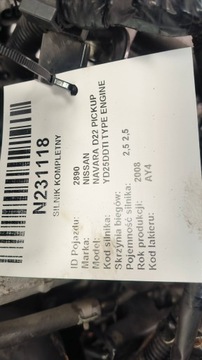 N231118
SILNIK KOMPLETNY
ID Pojazdu: 2890
Marka: NISSAN
Model: NAVARA D22 PICKUP
Kod silnika: YD25DDTI TYPE ENGINE
Skrzynia biegów:
Pojemność silnika: 2,5 2,5
Rok produkcji: 2008
Kod lakieru: AY4